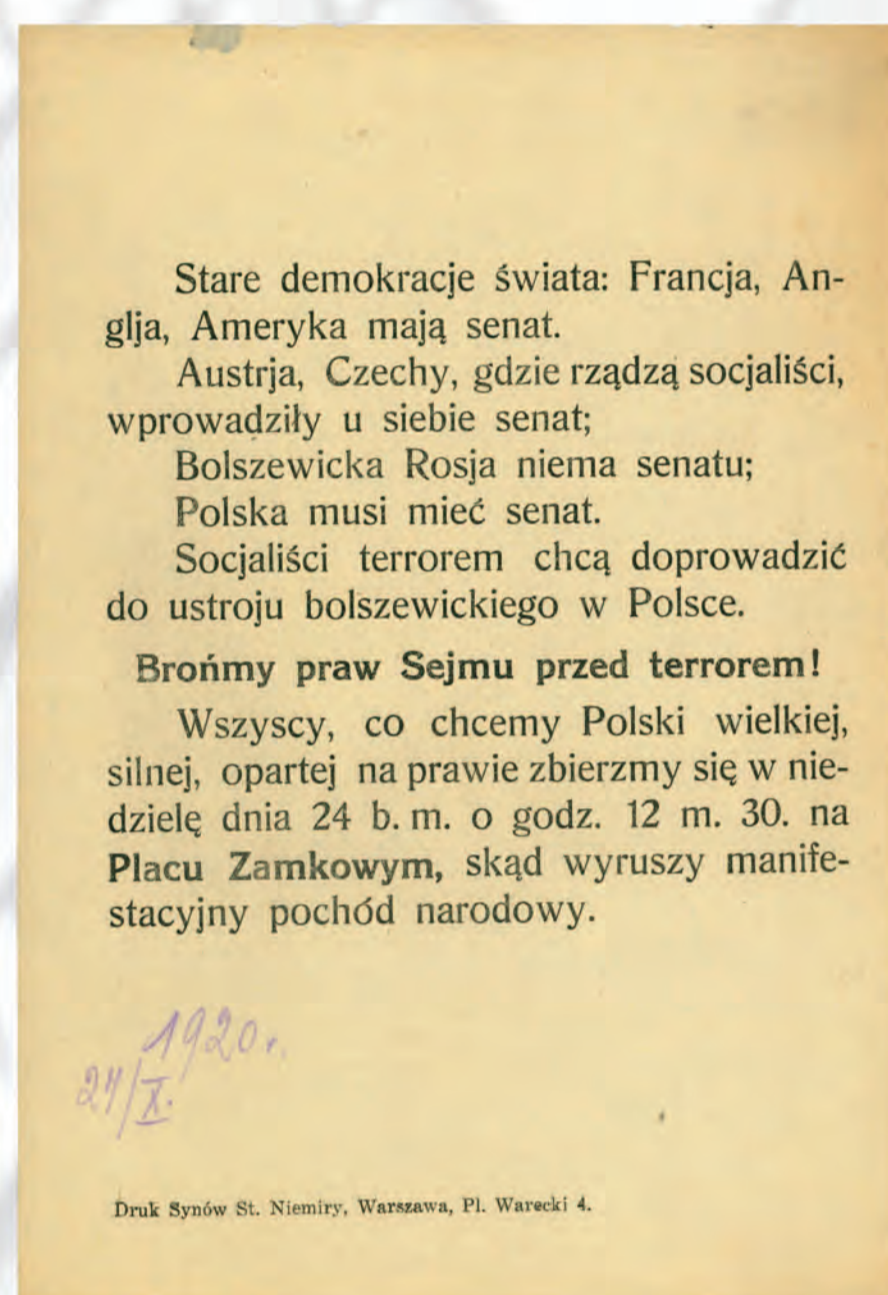 Stare demokracje świata: Francja, An-
glja, Ameryka mają senat.
Austrja, Czechy, gdzie rządzą socjaliści,
wprowadziły u siebie senat;
Bolszewicka Rosja niema senatu;
Polska musi mieć senat.
Socjaliści terrorem chcą doprowadzić
do ustroju bolszewickiego w Polsce.
Brońmy praw Sejmu przed terrorem!
Wszyscy, co chcemy Polski wielkiej,
silnej, opartej na prawie zbierzmy się w nie-
dzielę dnia 24 b. m. o godz. 12 m. 30. na
Placu Zamkowym, skąd wyruszy manife-
stacyjny pochód narodowy.
1920 r.
24/X.
Druk Synów St. Niemiry, Warszawa, Pl. Warecki 4.